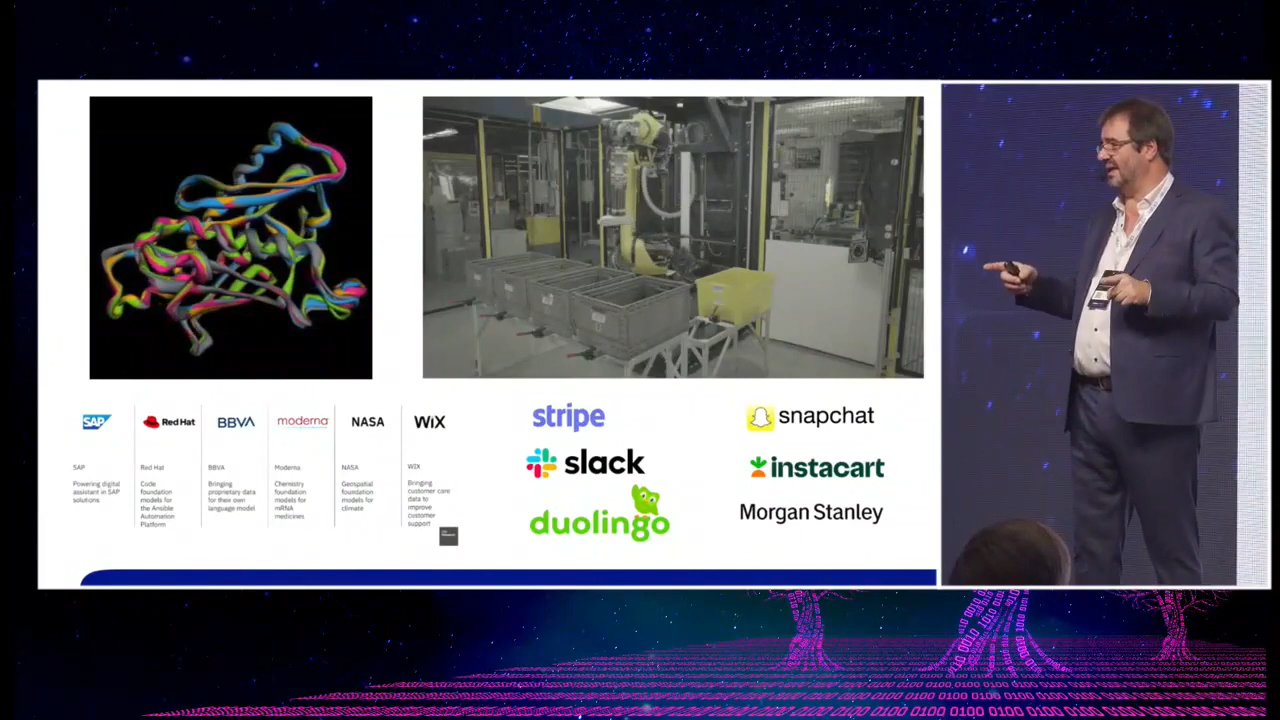 SAP
Red Hat
BBVA
moderna
NASA
WiX
SAP
Powering digital
assistant in SAP
solutions
Red Hat
Code
foundation
models for
the Ansible
Automation
Platform
BBVA
Bringing
proprietary data
for their own
language model
Moderna
Chemistry
foundation
models for
mRNA
medicines
NASA
Geospatial
foundation
models for
climate
WIX
Bringing
customer care
data to
improve
customer
support
stripe
snapchat
slack
instacart
duolingo
Morgan Stanley